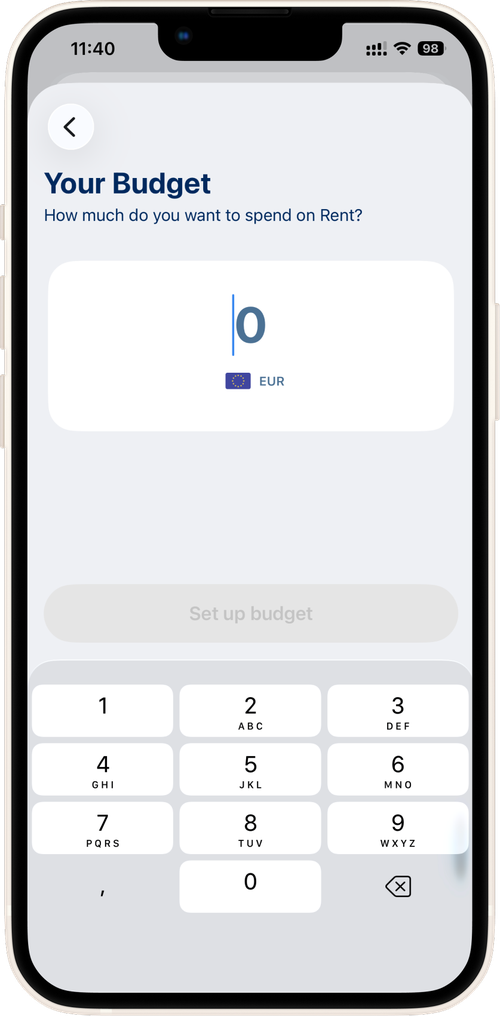 11:40
98
Your Budget
How much do you want to spend on Rent?
0
EUR
Set up budget
1
2
ABC
3
DEF
4
GHI
5
JKL
6
MNO
7
PQRS
8
TUV
9
WXYZ
,
0